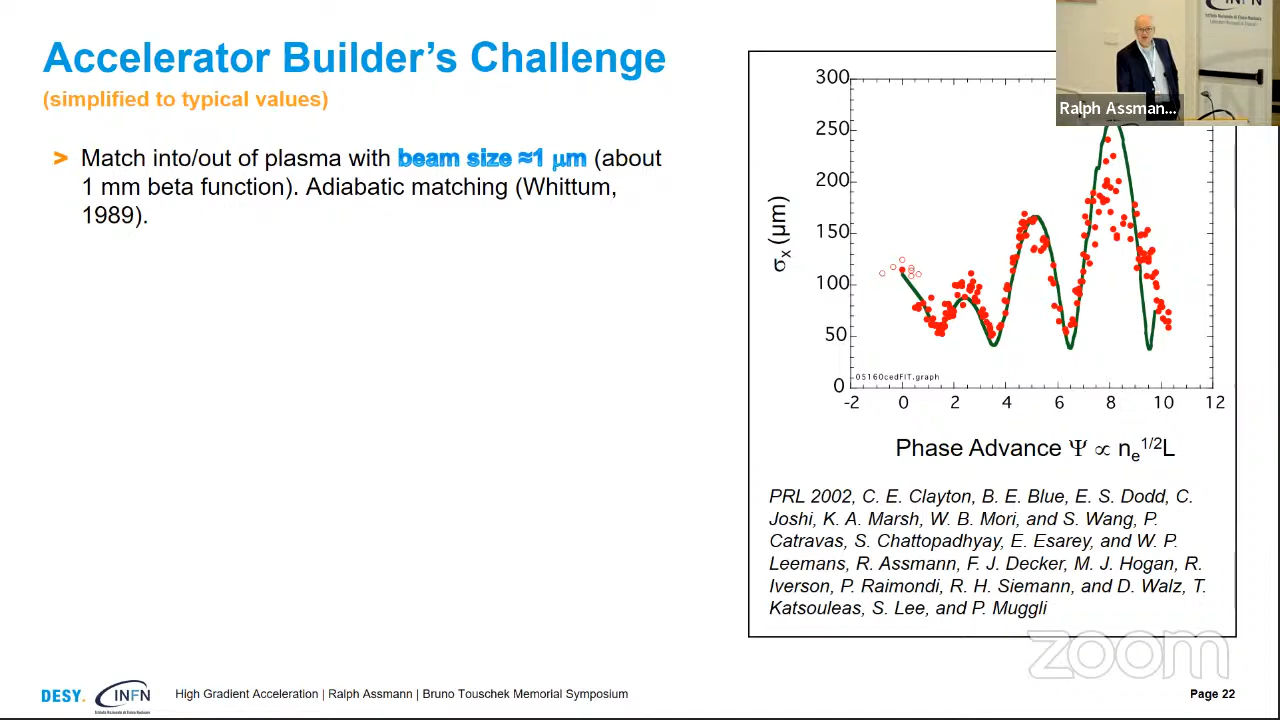 Accelerator Builder's Challenge
(simplified to typical values)
> Match into/out of plasma with beam size ≈1 μm (about
1 mm beta function). Adiabatic matching (Whittum,
1989).
INFN
Ralph Assman...
300
250
200
150
100
50
0
σx (μm)
05160cedFIT.graph
-2 0 2 4 6 8 10 12
Phase Advance Ψ ∝ ne1/2L
PRL 2002, C. E. Clayton, B. E. Blue, E. S. Dodd, C.
Joshi, K. A. Marsh, W. B. Mori, and S. Wang, P.
Catravas, S. Chattopadhyay, E. Esarey, and W. P.
Leemans, R. Assmann, F. J. Decker, M. J. Hogan, R.
Iverson, P. Raimondi, R. H. Siemann, and D. Walz, T.
Katsouleas, S. Lee, and P. Muggli
zoom
DESY. INFN High Gradient Acceleration | Ralph Assmann | Bruno Touschek Memorial Symposium Page 22